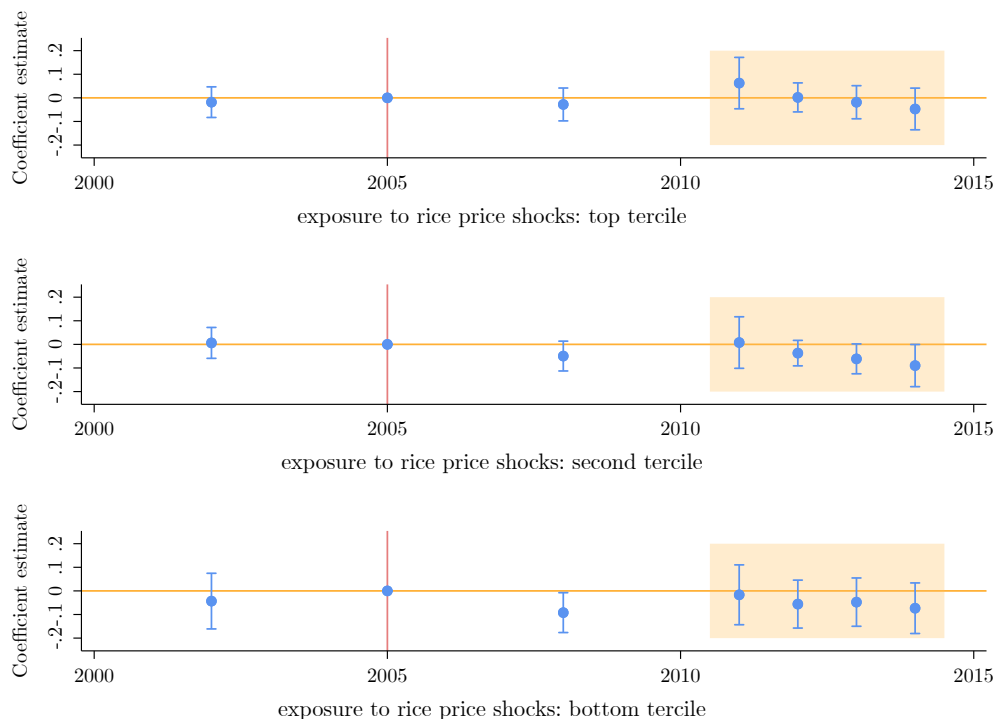 Coefficient estimate
-.2 -.1 0 .1 .2
2000 2005 2010 2015
exposure to rice price shocks: top tercile
Coefficient estimate
-.2 -.1 0 .1 .2
2000 2005 2010 2015
exposure to rice price shocks: second tercile
Coefficient estimate
-.2 -.1 0 .1 .2
2000 2005 2010 2015
exposure to rice price shocks: bottom tercile